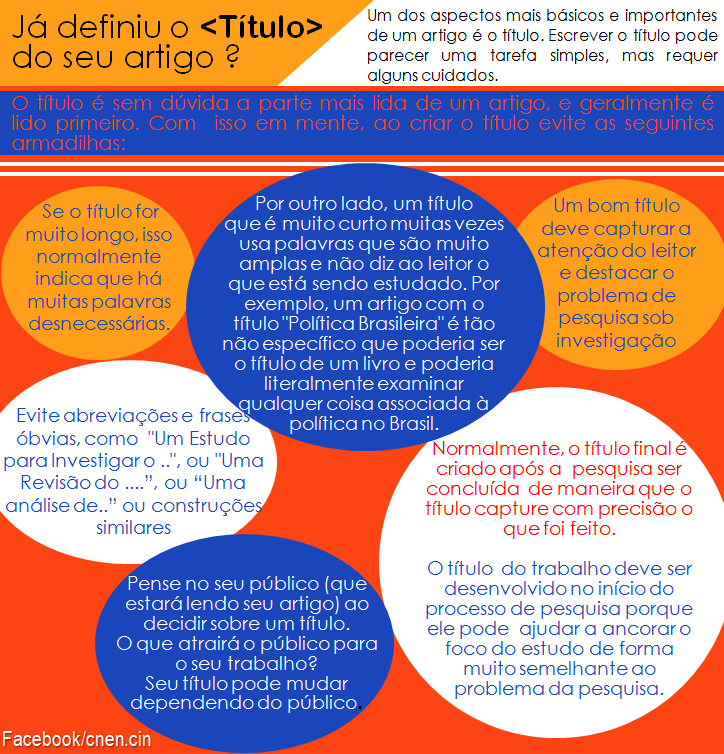 Já definiu o <Título>
do seu artigo ?
Um dos aspectos mais básicos e importantes
de um artigo é o título. Escrever o título pode
parecer uma tarefa simples, mas requer
alguns cuidados.
O título é sem dúvida a parte mais lida de um artigo, e geralmente é
lido primeiro. Com isso em mente, ao criar o título evite as seguintes
armadilhas:
Se o título for
muito longo, isso
normalmente
indica que há
muitas palavras
desnecessárias.
Por outro lado, um título
que é muito curto muitas vezes
usa palavras que são muito
amplas e não diz ao leitor o
que está sendo estudado. Por
exemplo, um artigo com o
título "Política Brasileira" é tão
não específico que poderia ser
o título de um livro e poderia
literalmente examinar
qualquer coisa associada à
política no Brasil.
Um bom título
deve capturar a
atenção do leitor
e destacar o
problema de
pesquisa sob
investigação
Evite abreviações e frases
óbvias, como "Um Estudo
para Investigar o ..", ou "Uma
Revisão do ....”, ou “Uma
análise de..” ou construções
similares
Normalmente, o título final é
criado após a pesquisa ser
concluída de maneira que o
título capture com precisão o
que foi feito.
O título do trabalho deve ser
desenvolvido no início do
processo de pesquisa porque
ele pode ajudar a ancorar o
foco do estudo de forma
muito semelhante ao
problema da pesquisa.
Pense no seu público (que
estará lendo seu artigo) ao
decidir sobre um título.
O que atrairá o público para
o seu trabalho?
Seu título pode mudar
dependendo do público.
Facebook/cnen.cin